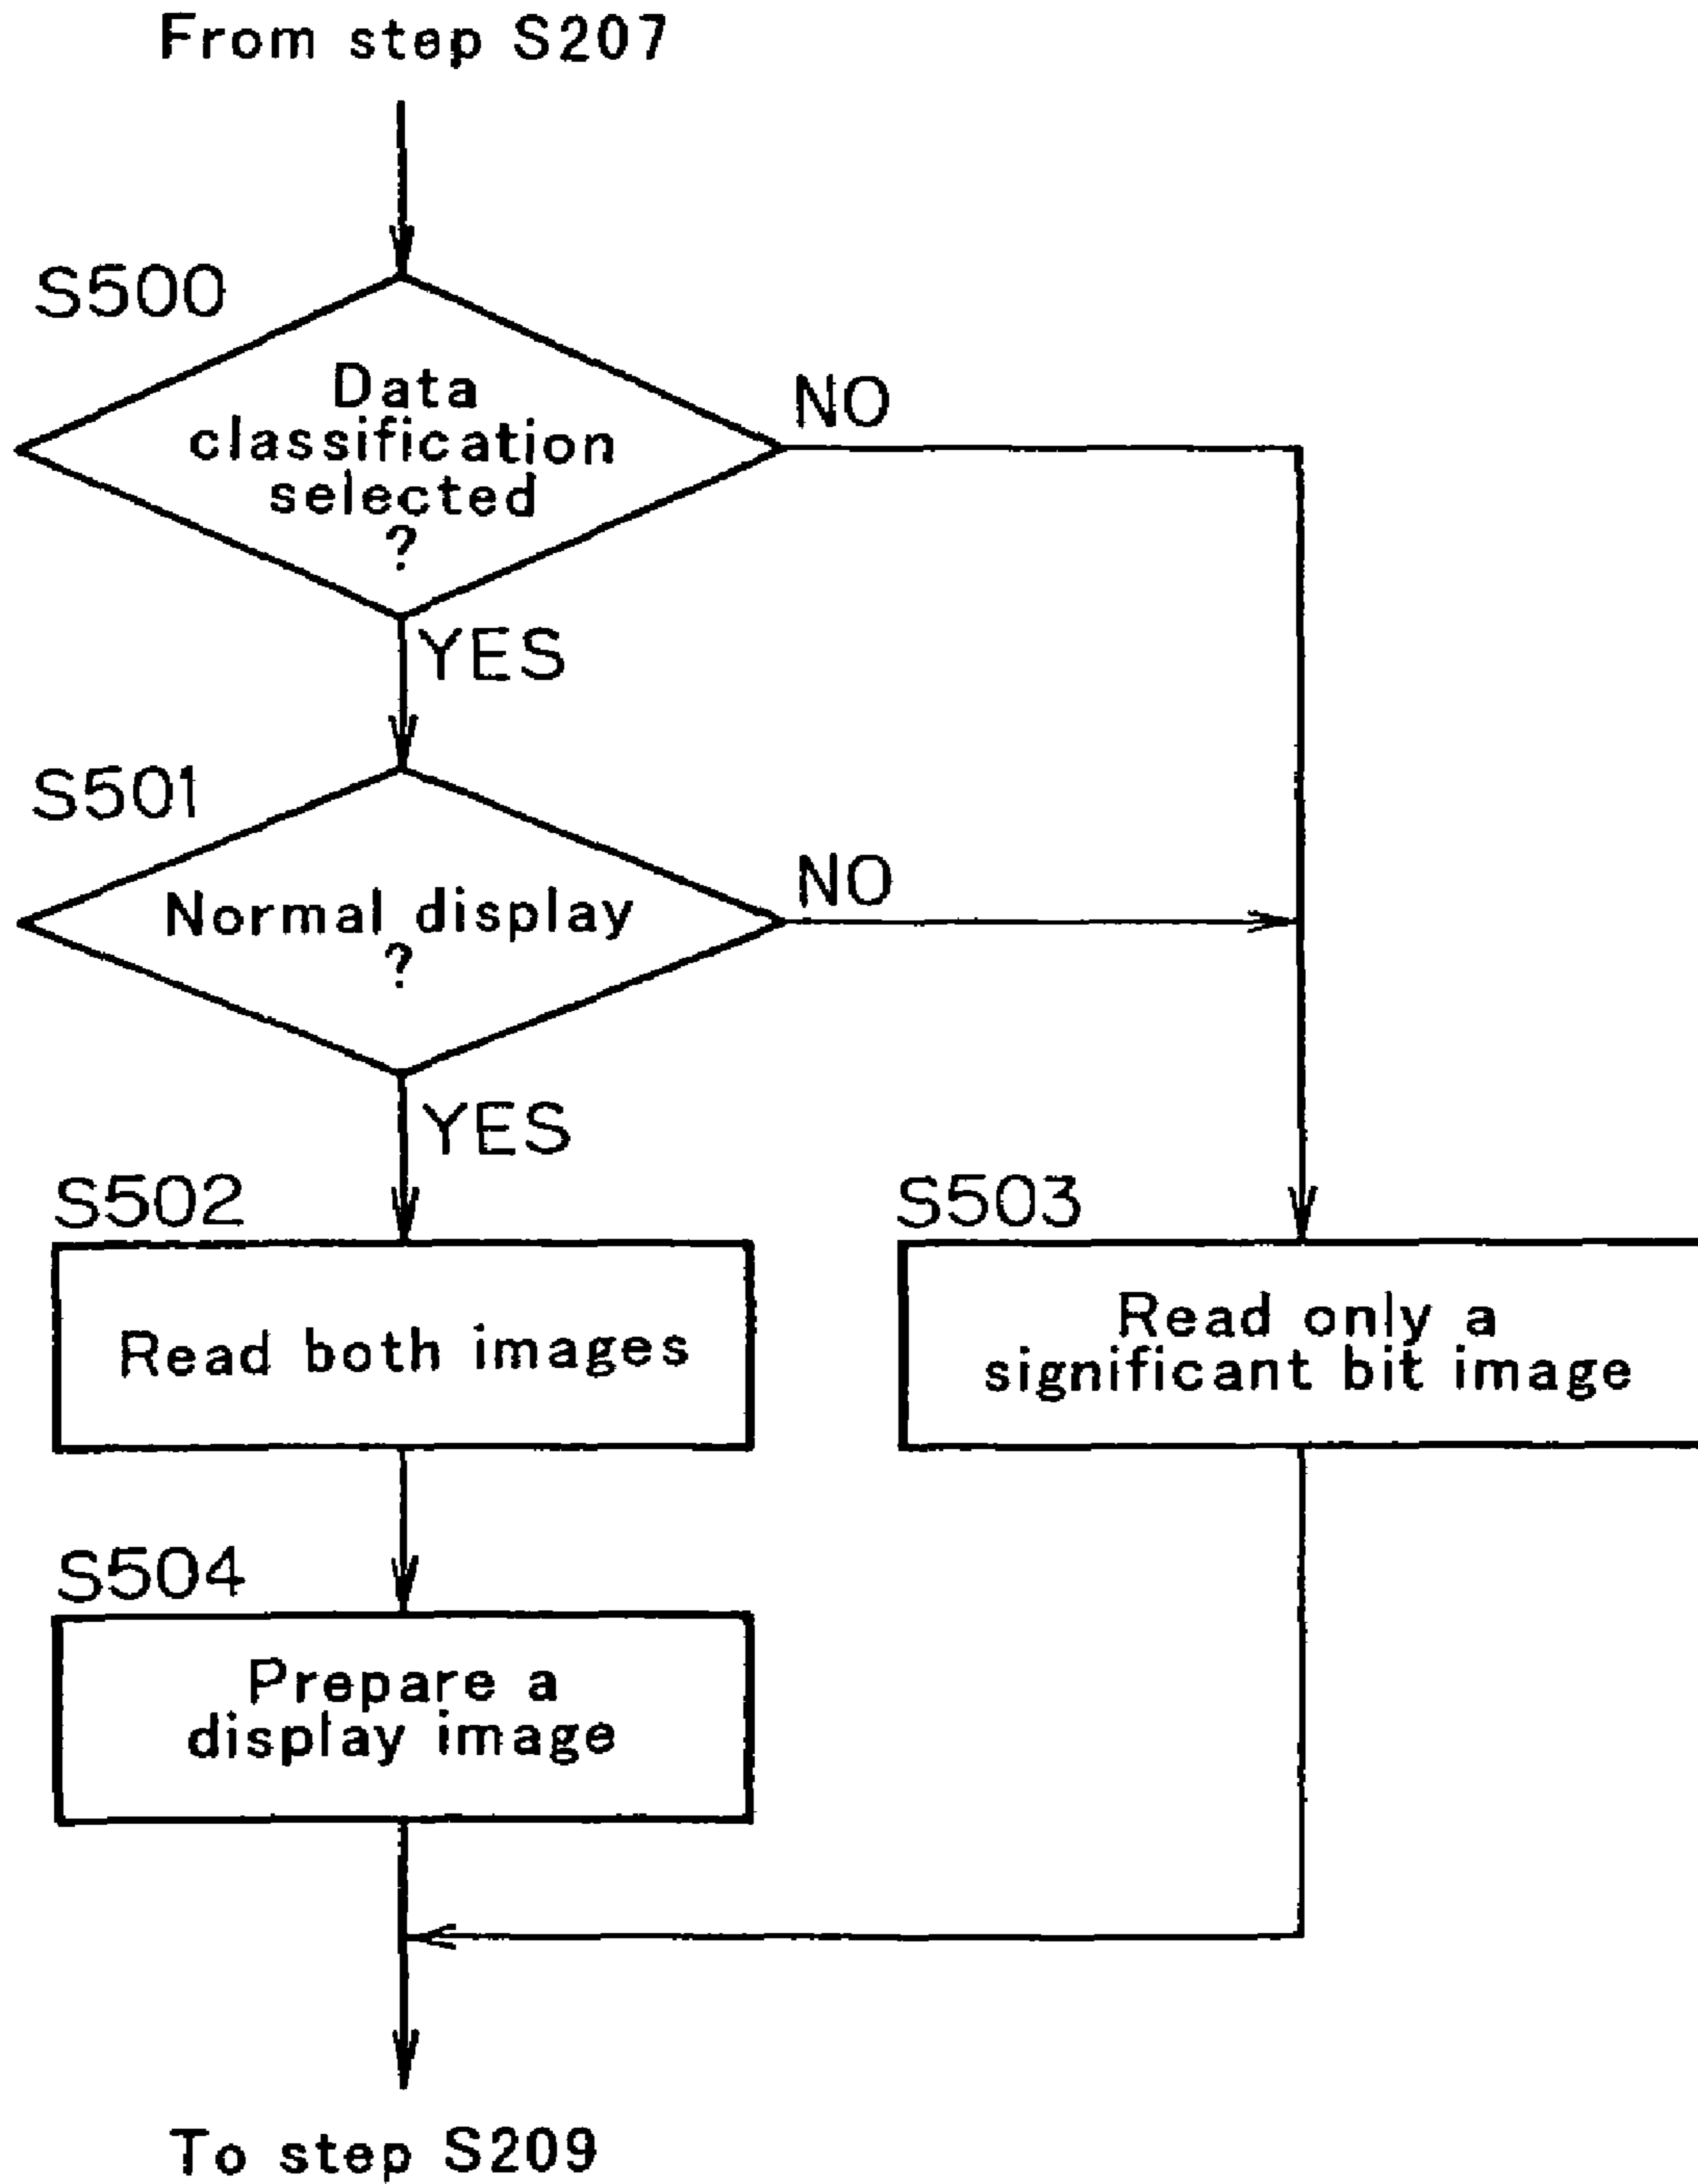 From step S207
S500
Data
classification
selected
?
NO
YES
S501
Normal display
?
NO
YES
S502
Read both images
S503
Read only a
significant bit image
S504
Prepare a
display image
To step S209